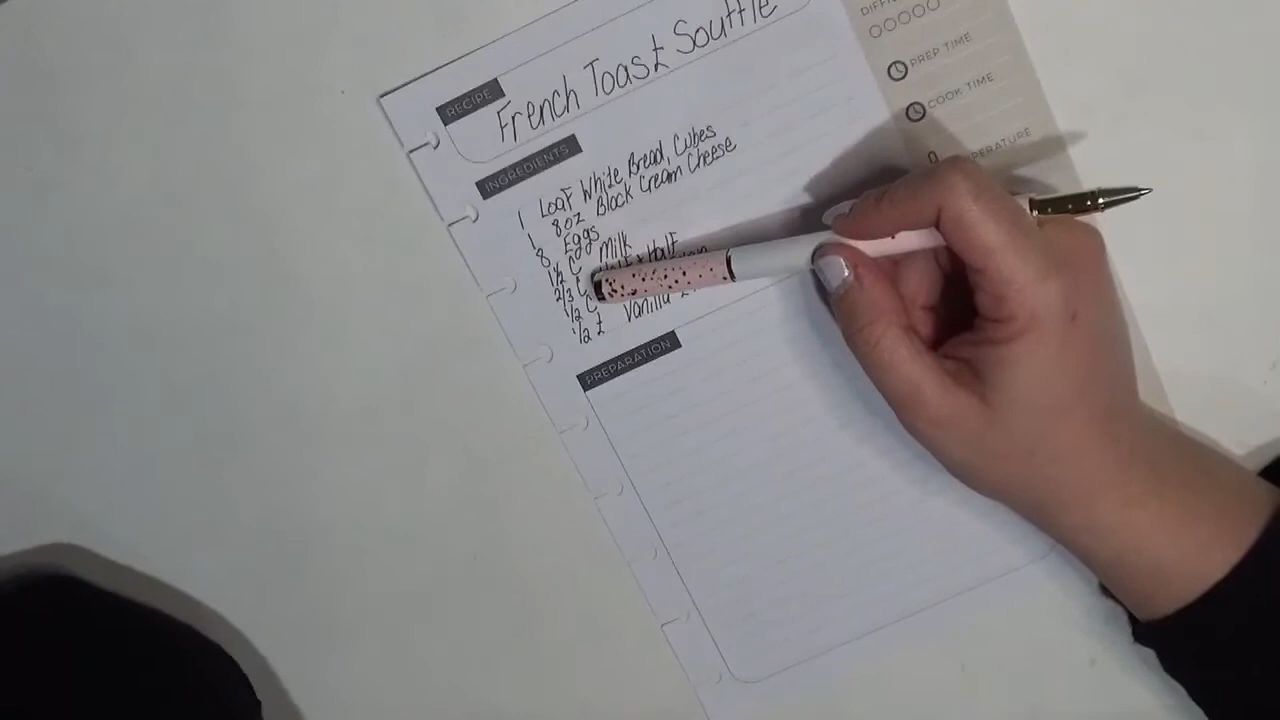 RECIPE
French Toast Souffle
INGREDIENTS
1 Loaf White Bread, Cubes
1 8oz Block Cream Cheese
8 Eggs
1½ C Milk
2/3 C Half & Half
1/2 C
1/2 t Vanilla
PREPARATION
PREP TIME
COOK TIME